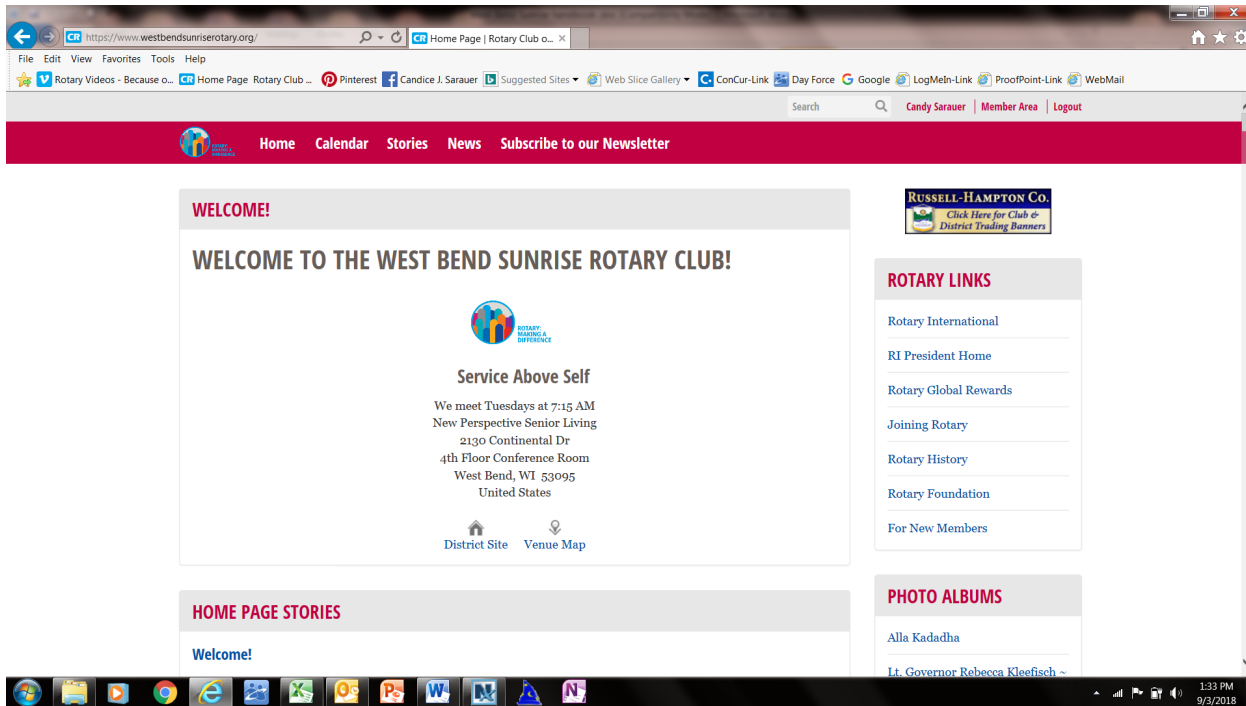 https://www.westbendsunriserotary.org/
CR Home Page | Rotary Club o... ×
File Edit View Favorites Tools Help
Rotary Videos - Because o... CR Home Page Rotary Club ... Pinterest Candice J. Sarauer Suggested Sites Web Slice Gallery ConCur-Link Day Force Google LogMeIn-Link ProofPoint-Link WebMail
Search Candy Sarauer | Member Area | Logout
ROTARY: MAKING A DIFFERENCE Home Calendar Stories News Subscribe to our Newsletter
WELCOME!
WELCOME TO THE WEST BEND SUNRISE ROTARY CLUB!
ROTARY:
MAKING A
DIFFERENCE
Service Above Self
We meet Tuesdays at 7:15 AM
New Perspective Senior Living
2130 Continental Dr
4th Floor Conference Room
West Bend, WI 53095
United States
District Site Venue Map
HOME PAGE STORIES
Welcome!
RUSSELL-HAMPTON CO.
Click Here for Club &
District Trading Banners
ROTARY LINKS
Rotary International
RI President Home
Rotary Global Rewards
Joining Rotary
Rotary History
Rotary Foundation
For New Members
PHOTO ALBUMS
Alla Kadadha
Lt. Governor Rebecca Kleefisch ~
1:33 PM
9/3/2018